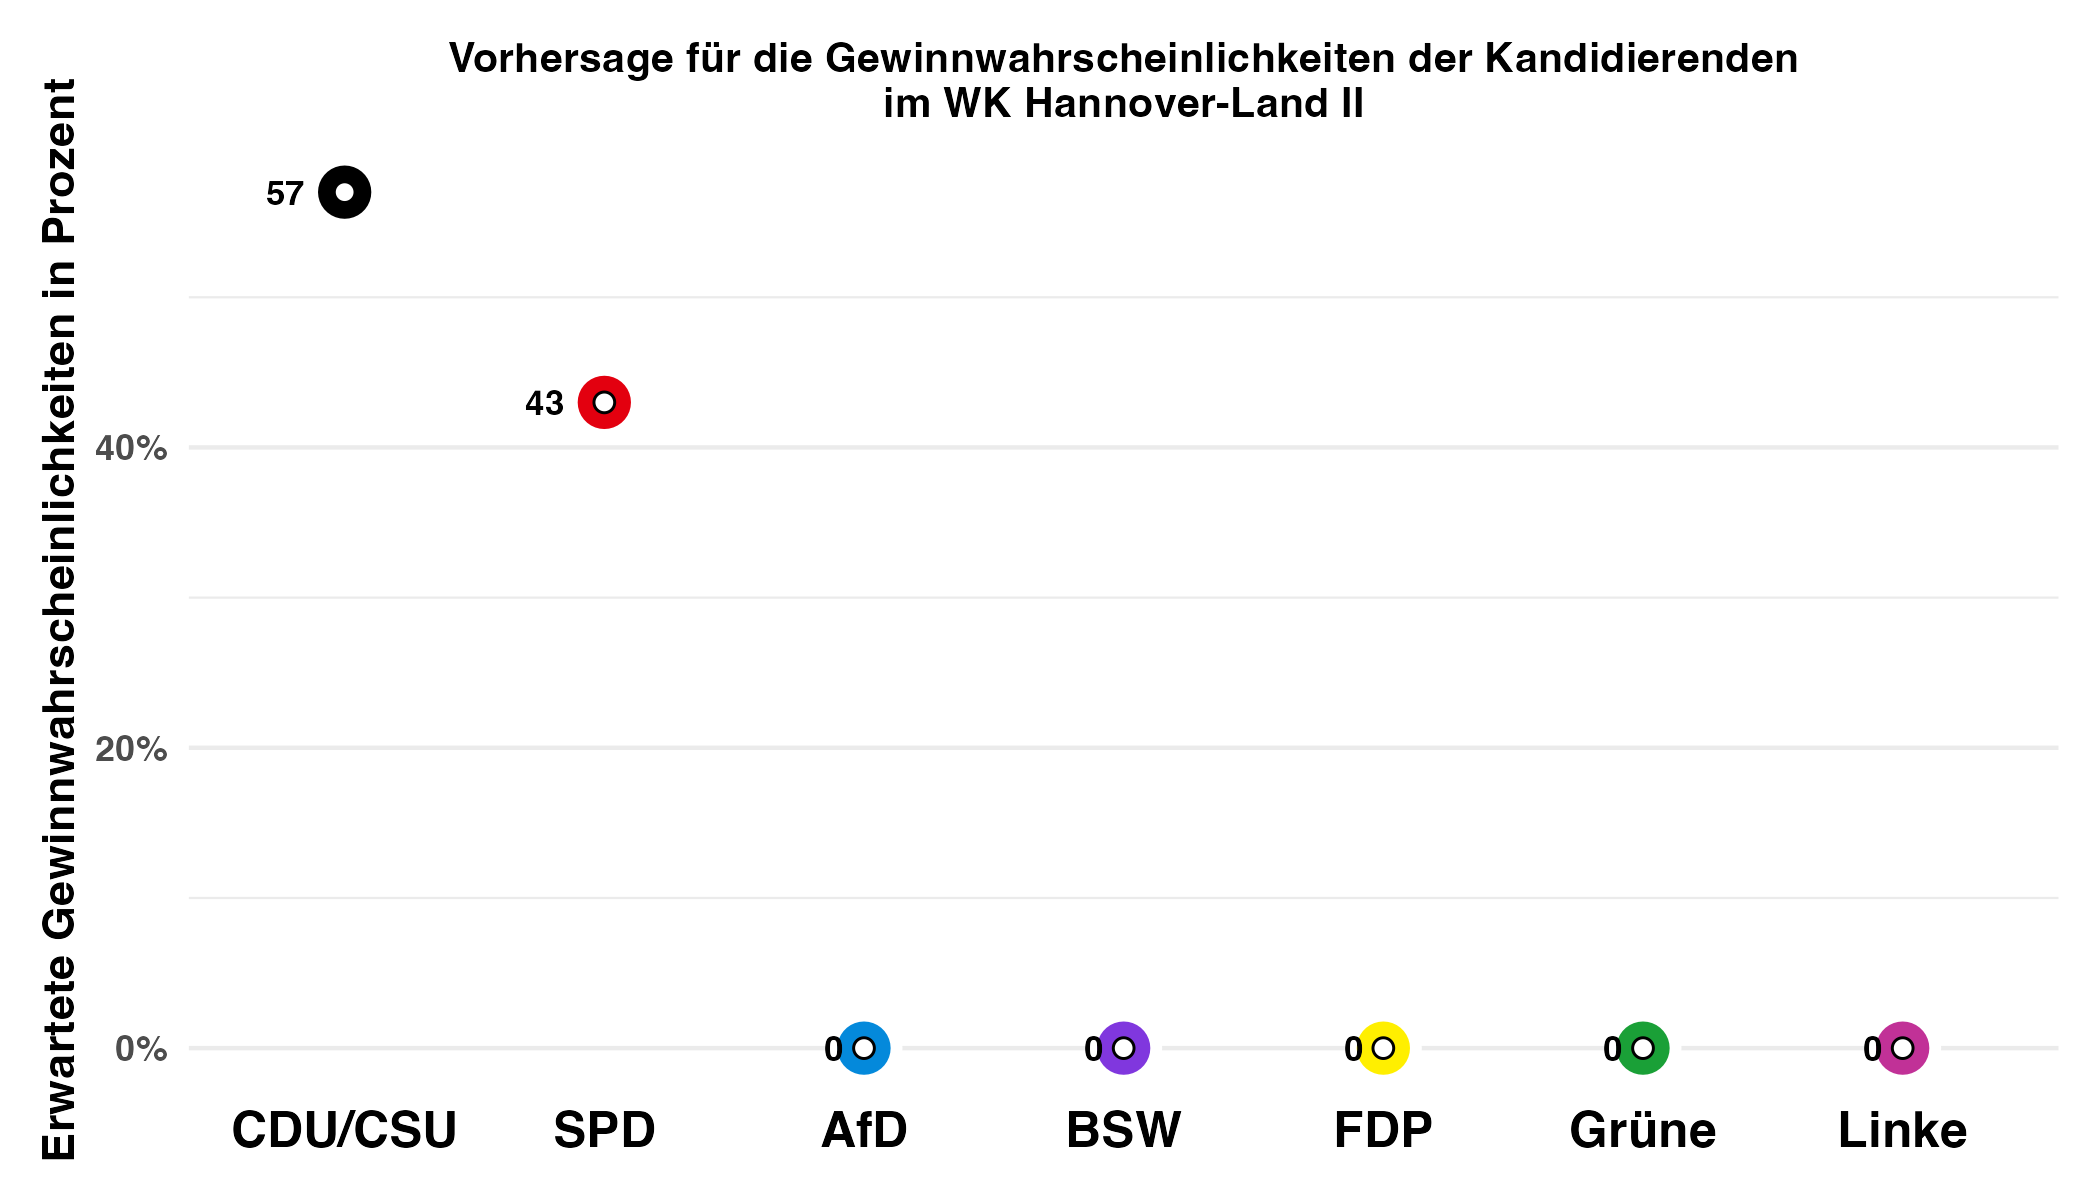 Vorhersage für die Gewinnwahrscheinlichkeiten der Kandidierenden
im WK Hannover-Land II
Erwartete Gewinnwahrscheinlichkeiten in Prozent
57
43
40%
20%
0%
0
0
0
0
0
CDU/CSU
SPD
AfD
BSW
FDP
Grüne
Linke